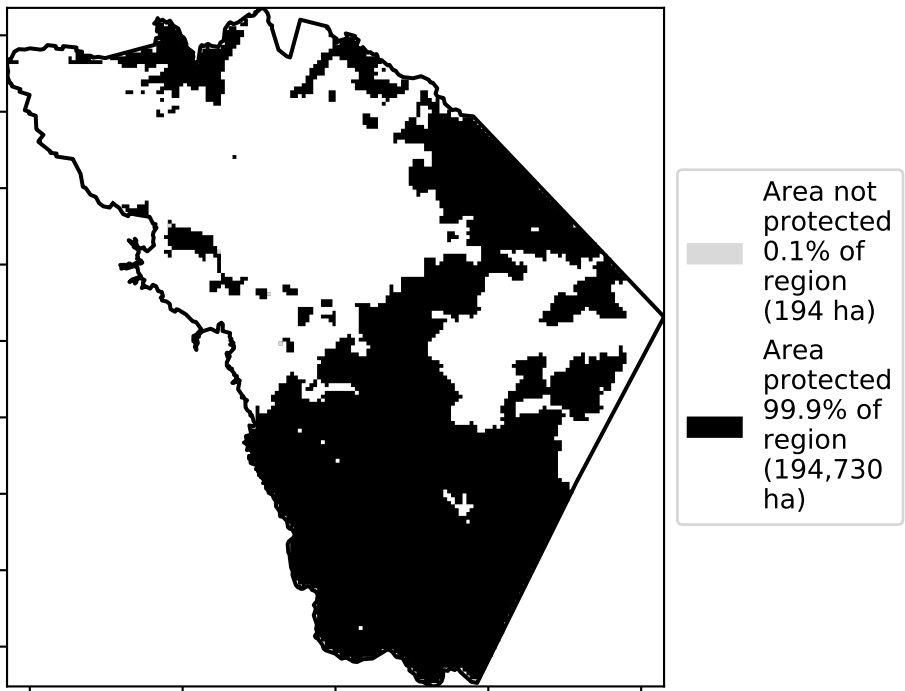 Area not
protected
0.1% of
region
(194 ha)
Area
protected
99.9% of
region
(194,730
ha)